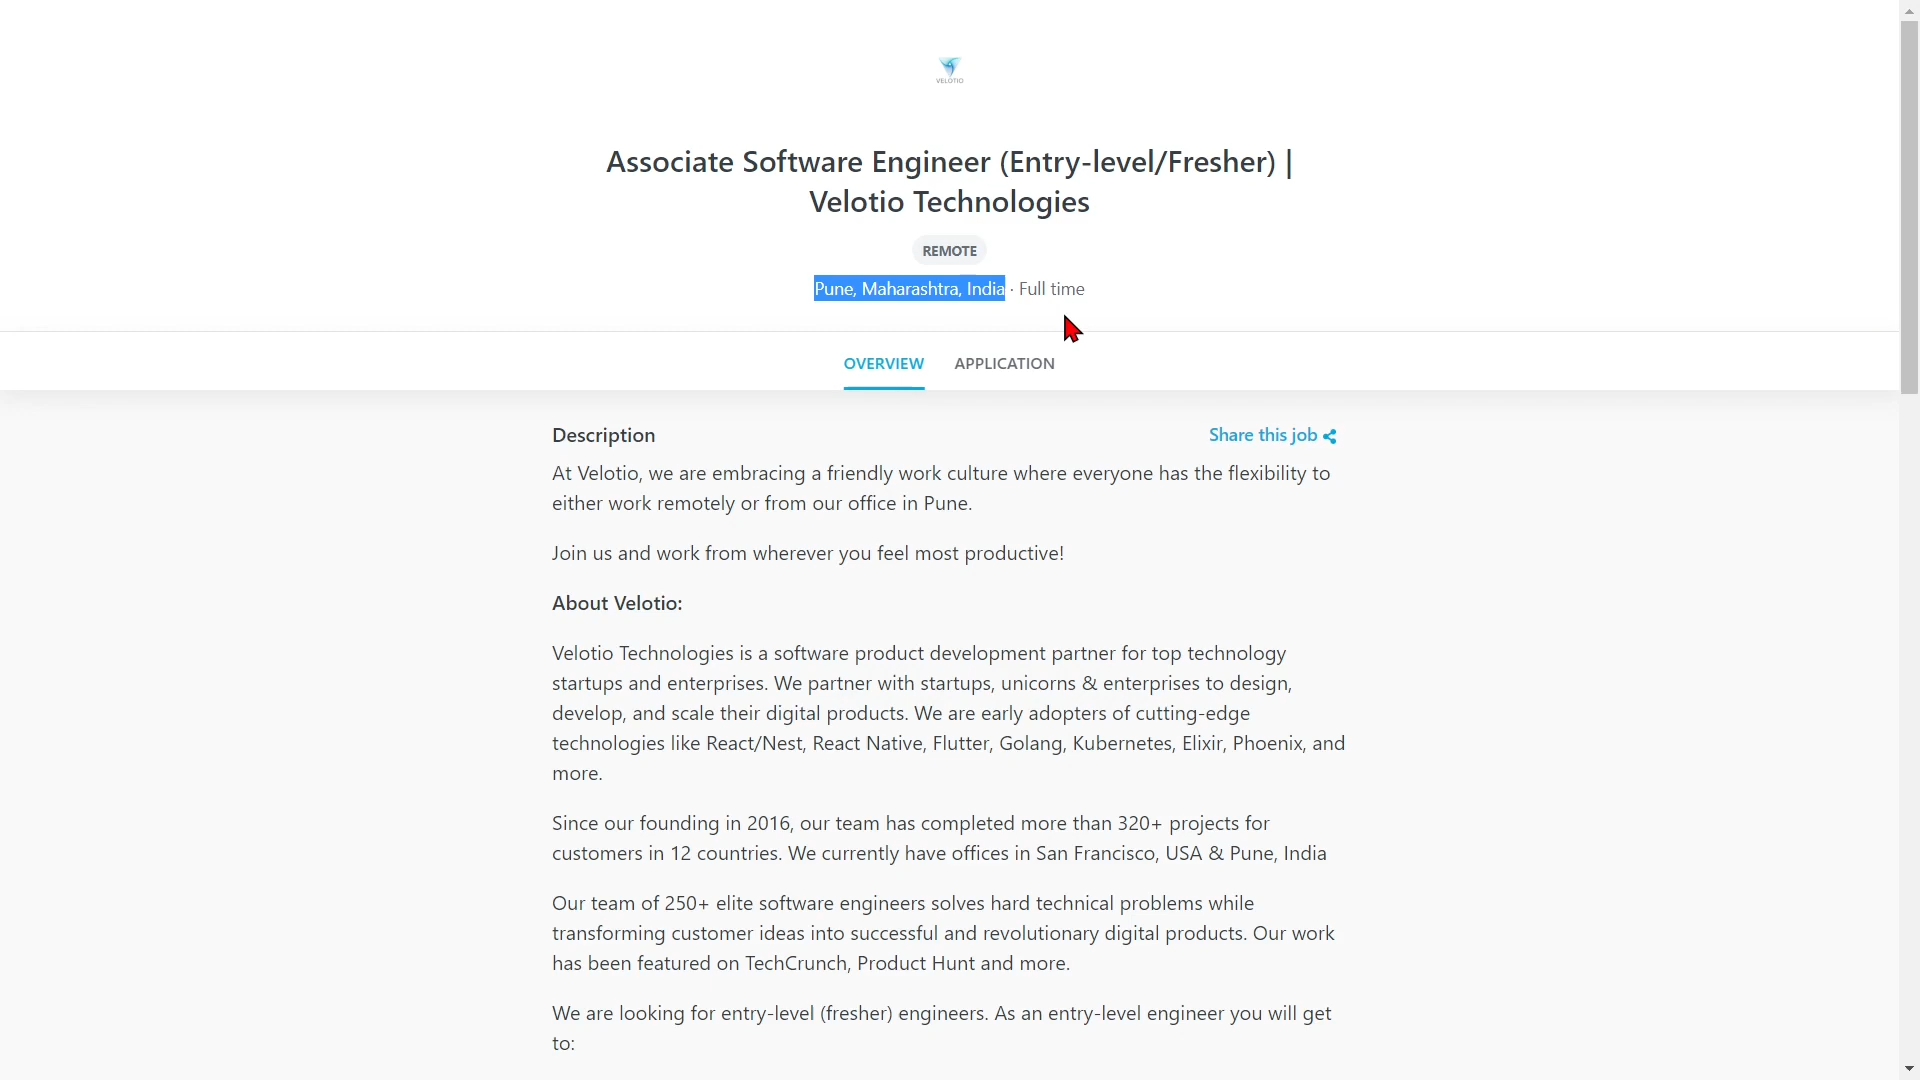 VELOTIO
Associate Software Engineer (Entry-level/Fresher) |
Velotio Technologies
REMOTE
Pune, Maharashtra, India · Full time
OVERVIEW APPLICATION
Description Share this job
At Velotio, we are embracing a friendly work culture where everyone has the flexibility to
either work remotely or from our office in Pune.
Join us and work from wherever you feel most productive!
About Velotio:
Velotio Technologies is a software product development partner for top technology
startups and enterprises. We partner with startups, unicorns & enterprises to design,
develop, and scale their digital products. We are early adopters of cutting-edge
technologies like React/Nest, React Native, Flutter, Golang, Kubernetes, Elixir, Phoenix, and
more.
Since our founding in 2016, our team has completed more than 320+ projects for
customers in 12 countries. We currently have offices in San Francisco, USA & Pune, India
Our team of 250+ elite software engineers solves hard technical problems while
transforming customer ideas into successful and revolutionary digital products. Our work
has been featured on TechCrunch, Product Hunt and more.
We are looking for entry-level (fresher) engineers. As an entry-level engineer you will get
to: